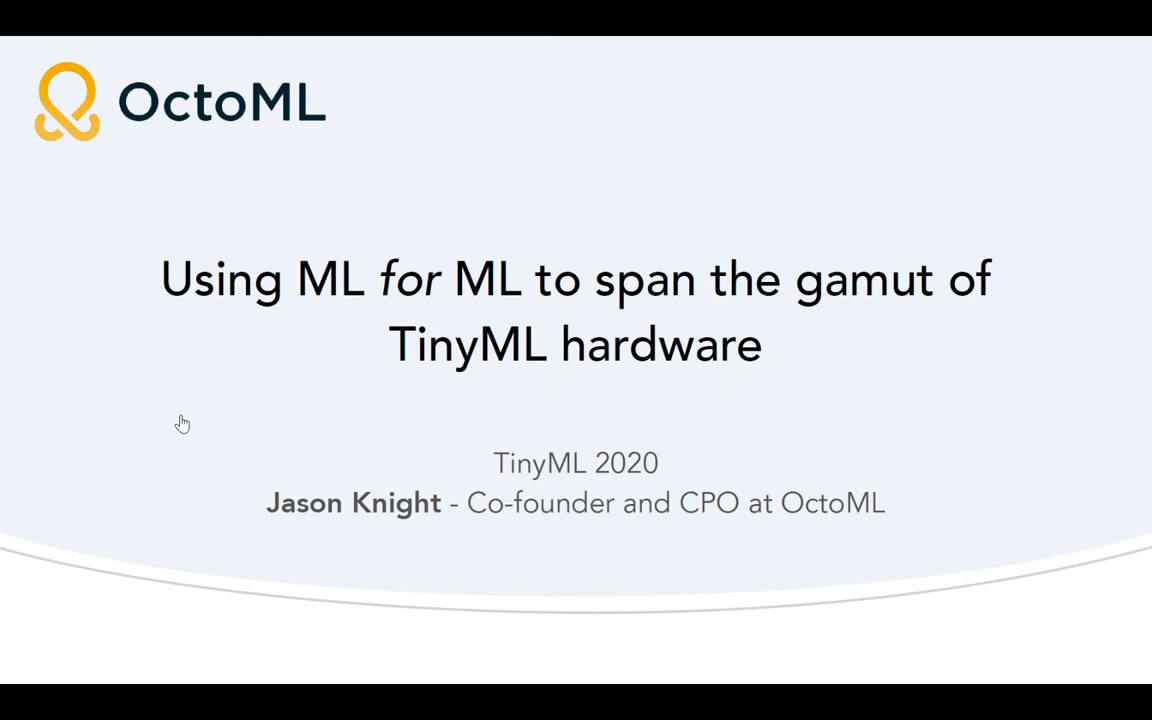 OctoML
Using ML for ML to span the gamut of
TinyML hardware
TinyML 2020
Jason Knight - Co-founder and CPO at OctoML